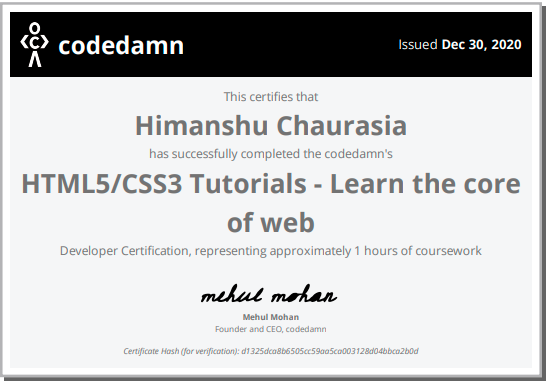 codedamn
Issued Dec 30, 2020
This certifies that
Himanshu Chaurasia
has successfully completed the codedamn's
HTML5/CSS3 Tutorials - Learn the core
of web
Developer Certification, representing approximately 1 hours of coursework
mehul mohan
Mehul Mohan
Founder and CEO, codedamn
Certificate Hash (for verification): d1325dca8b6505cc59aa5ca003128d04bbca2b0d